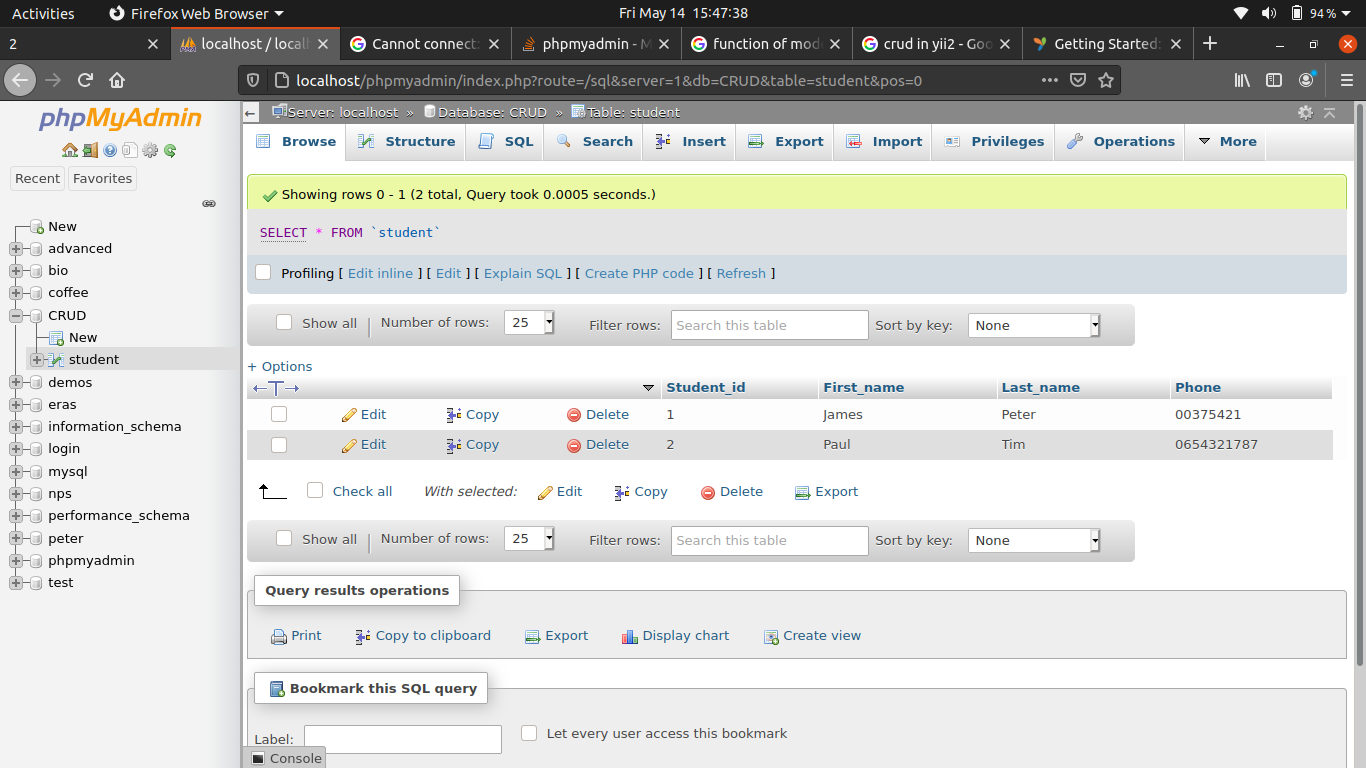 Activities Firefox Web Browser Fri May 14 15:47:38 94 %
2 localhost / local Cannot connect phpmyadmin - M function of mod crud in yii2 - Goo Getting Started:
localhost/phpmyadmin/index.php?route=/sql&server=1&db=CRUD&table=student&pos=0
phpMyAdmin
Recent Favorites
New
advanced
bio
coffee
CRUD
New
student
demos
eras
information_schema
login
mysql
nps
performance_schema
peter
phpmyadmin
test
Server: localhost » Database: CRUD » Table: student
Browse Structure SQL Search Insert Export Import Privileges Operations More
Showing rows 0 - 1 (2 total, Query took 0.0005 seconds.)
SELECT * FROM `student`
Profiling [ Edit inline ] [ Edit ] [ Explain SQL ] [ Create PHP code ] [ Refresh ]
Show all | Number of rows: 25 Filter rows: Search this table Sort by key: None
+ Options
←T→ Student_id First_name Last_name Phone
Edit Copy Delete 1 James Peter 00375421
Edit Copy Delete 2 Paul Tim 0654321787
Check all With selected: Edit Copy Delete Export
Show all | Number of rows: 25 Filter rows: Search this table Sort by key: None
Query results operations
Print Copy to clipboard Export Display chart Create view
Bookmark this SQL query
Label: Let every user access this bookmark
Console